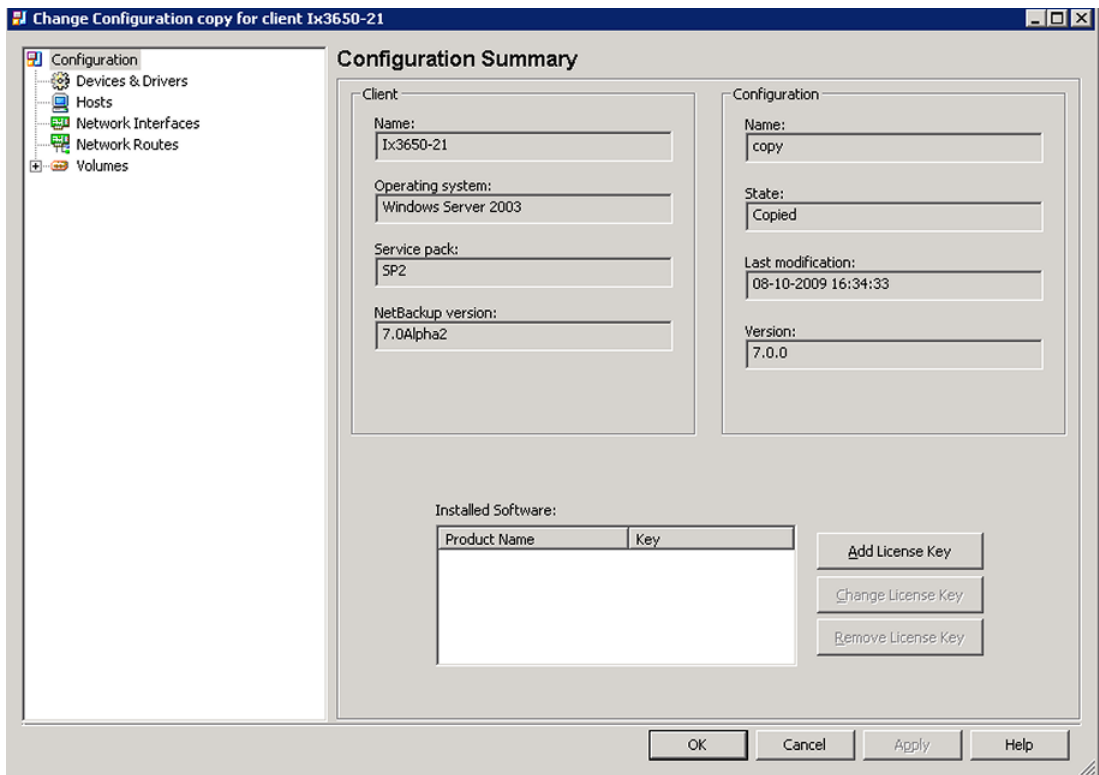 Change Configuration copy for client Ix3650-21
Configuration
Devices & Drivers
Hosts
Network Interfaces
Network Routes
Volumes
Configuration Summary
Client
Name:
Ix3650-21
Operating system:
Windows Server 2003
Service pack:
SP2
NetBackup version:
7.0Alpha2
Configuration
Name:
copy
State:
Copied
Last modification:
08-10-2009 16:34:33
Version:
7.0.0
Installed Software:
Product Name Key
Add License Key
Change License Key
Remove License Key
OK Cancel Apply Help